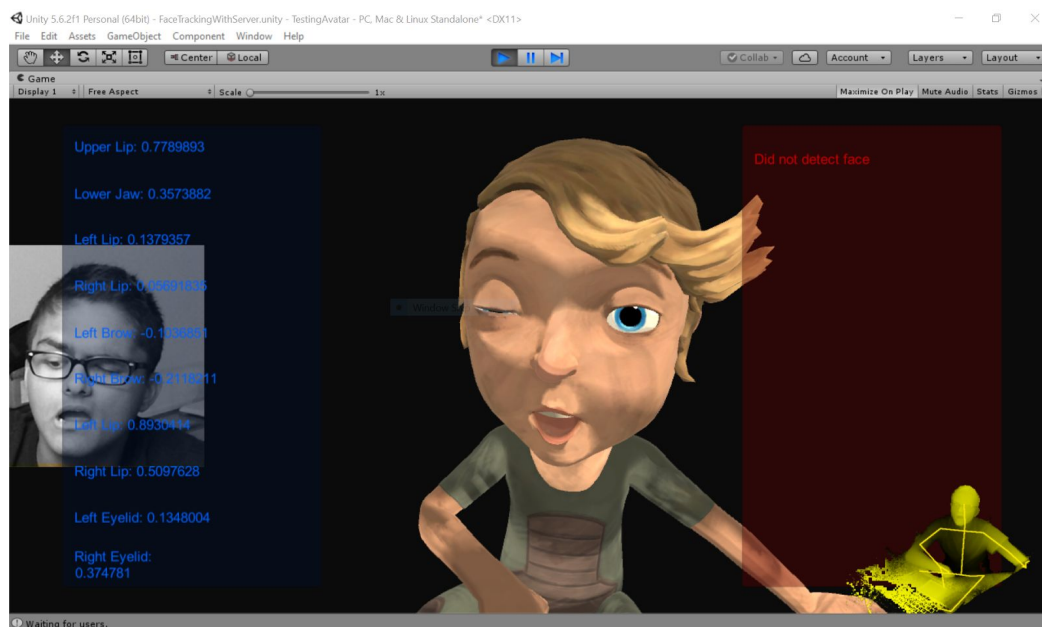 Unity 5.6.2f1 Personal (64bit) - FaceTrackingWithServer.unity - TestingAvatar - PC, Mac & Linux Standalone* <DX11>
File Edit Assets GameObject Component Window Help
Center Local Collab Account Layers Layout
Game
Display 1 Free Aspect Scale 1x Maximize On Play Mute Audio Stats Gizmos
Upper Lip: 0.7789893
Did not detect face
Lower Jaw: 0.3573882
Left Lip: 0.1379357
Right Lip: 0.05691836
Window
Left Brow: -0.1036851
Right Brow: -0.2118211
Left Lip: 0.8930414
Right Lip: 0.5097628
Left Eyelid: 0.1348004
Right Eyelid:
0.374781
Waiting for users.